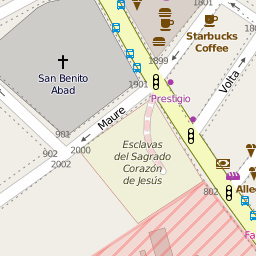 1801
Starbucks
Coffee
1899
Volta
San Benito
Abad
1901
Prestigio
Maure
901
902
2000
2002
Esclavas
del Sagrado
Corazón
de Jesús
802
Alle
Fa